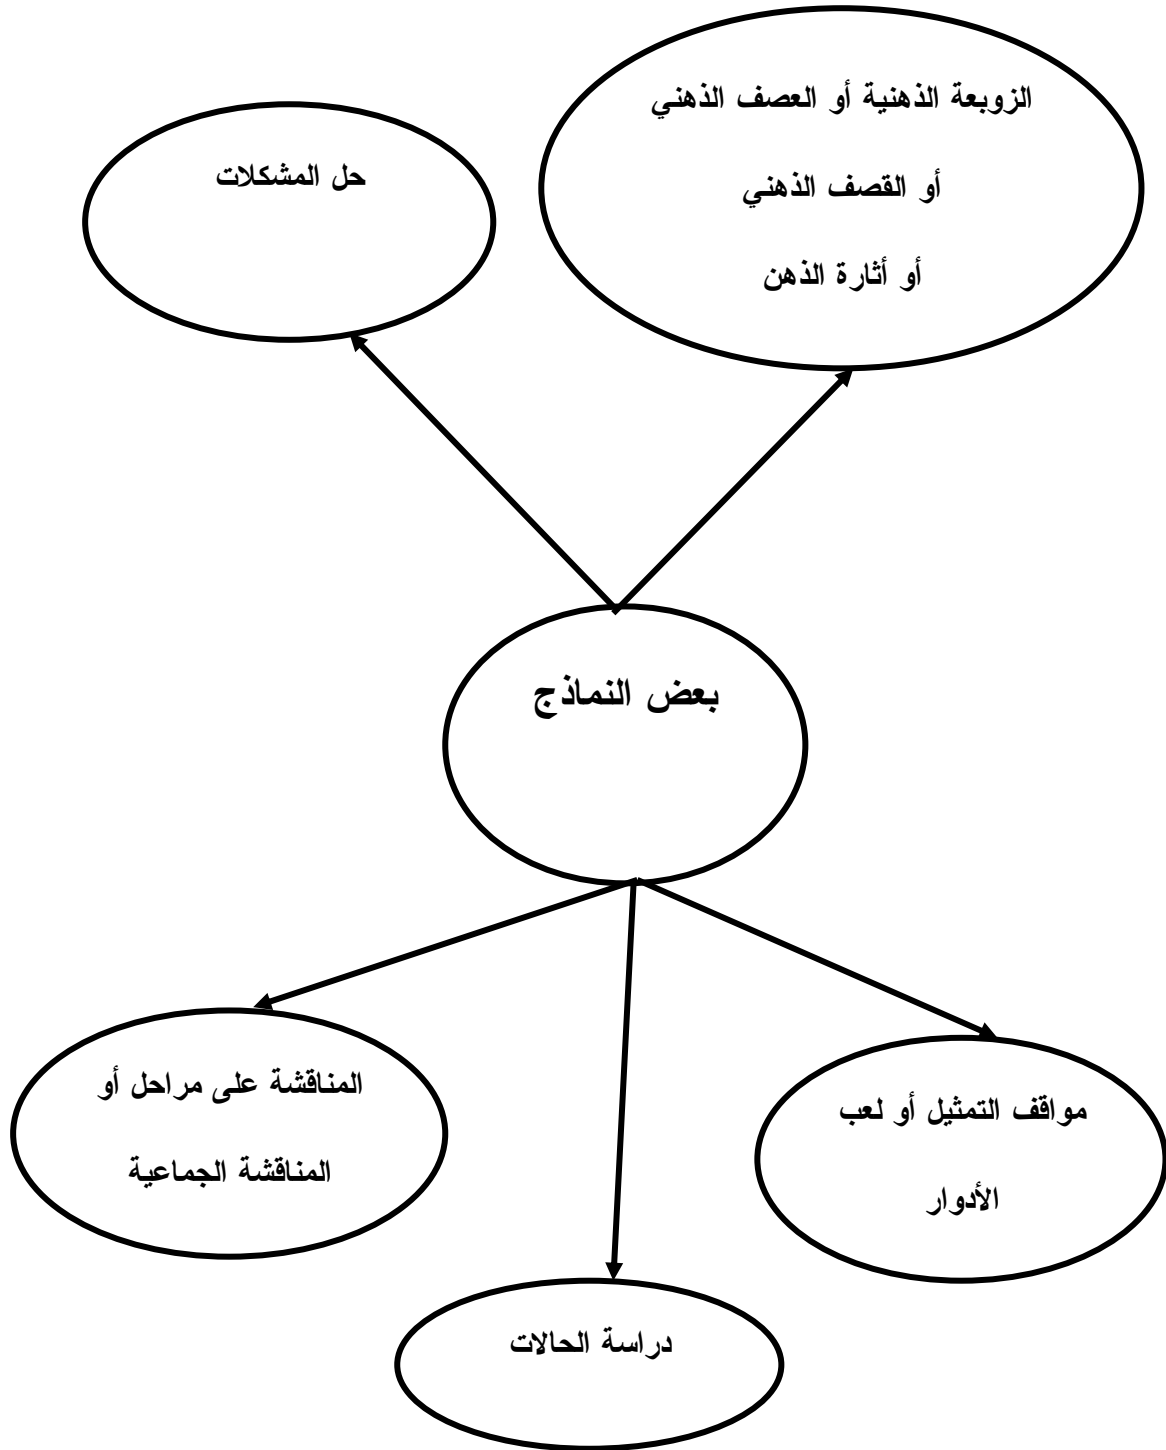 الزوبعة الذهنية أو العصف الذهني
أو القصف الذهني
أو أثارة الذهن
حل المشكلات
بعض النماذج
مواقف التمثيل أو لعب
الأدوار
دراسة الحالات
المناقشة على مراحل أو
المناقشة الجماعية